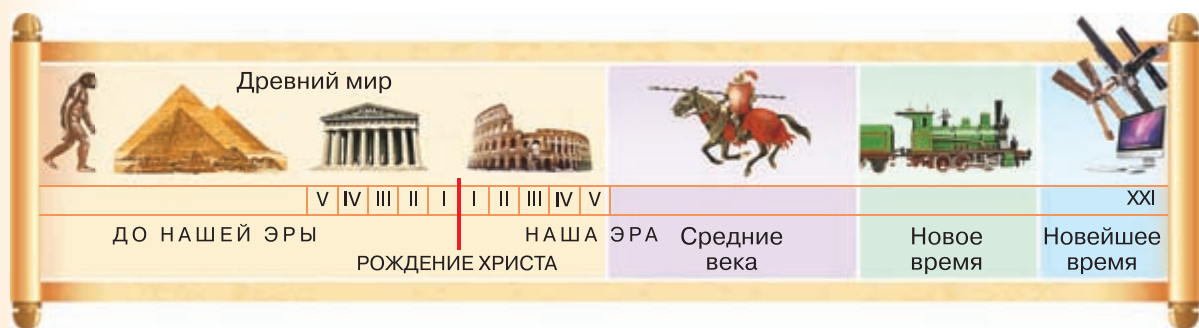 Древний мир
V IV III II I I II III IV V XXI
ДО НАШЕЙ ЭРЫ
НАША ЭРА
РОЖДЕНИЕ ХРИСТА
Средние
века
Новое
время
Новейшее
время